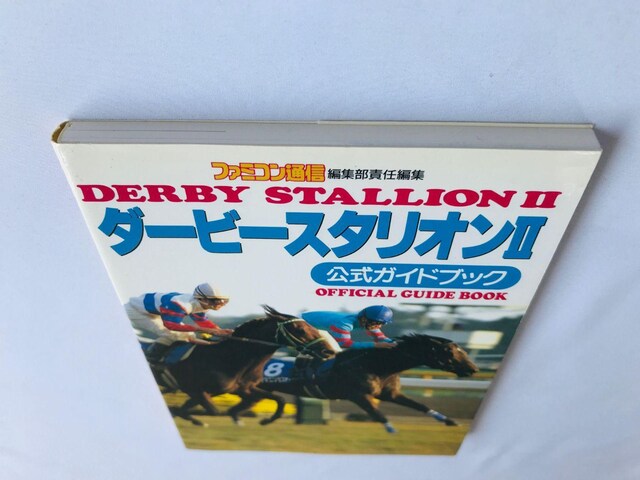 ファミコン通信 編集部責任編集
DERBY STALLION II
ダービースタリオンII
公式ガイドブック
OFFICIAL GUIDE BOOK
8